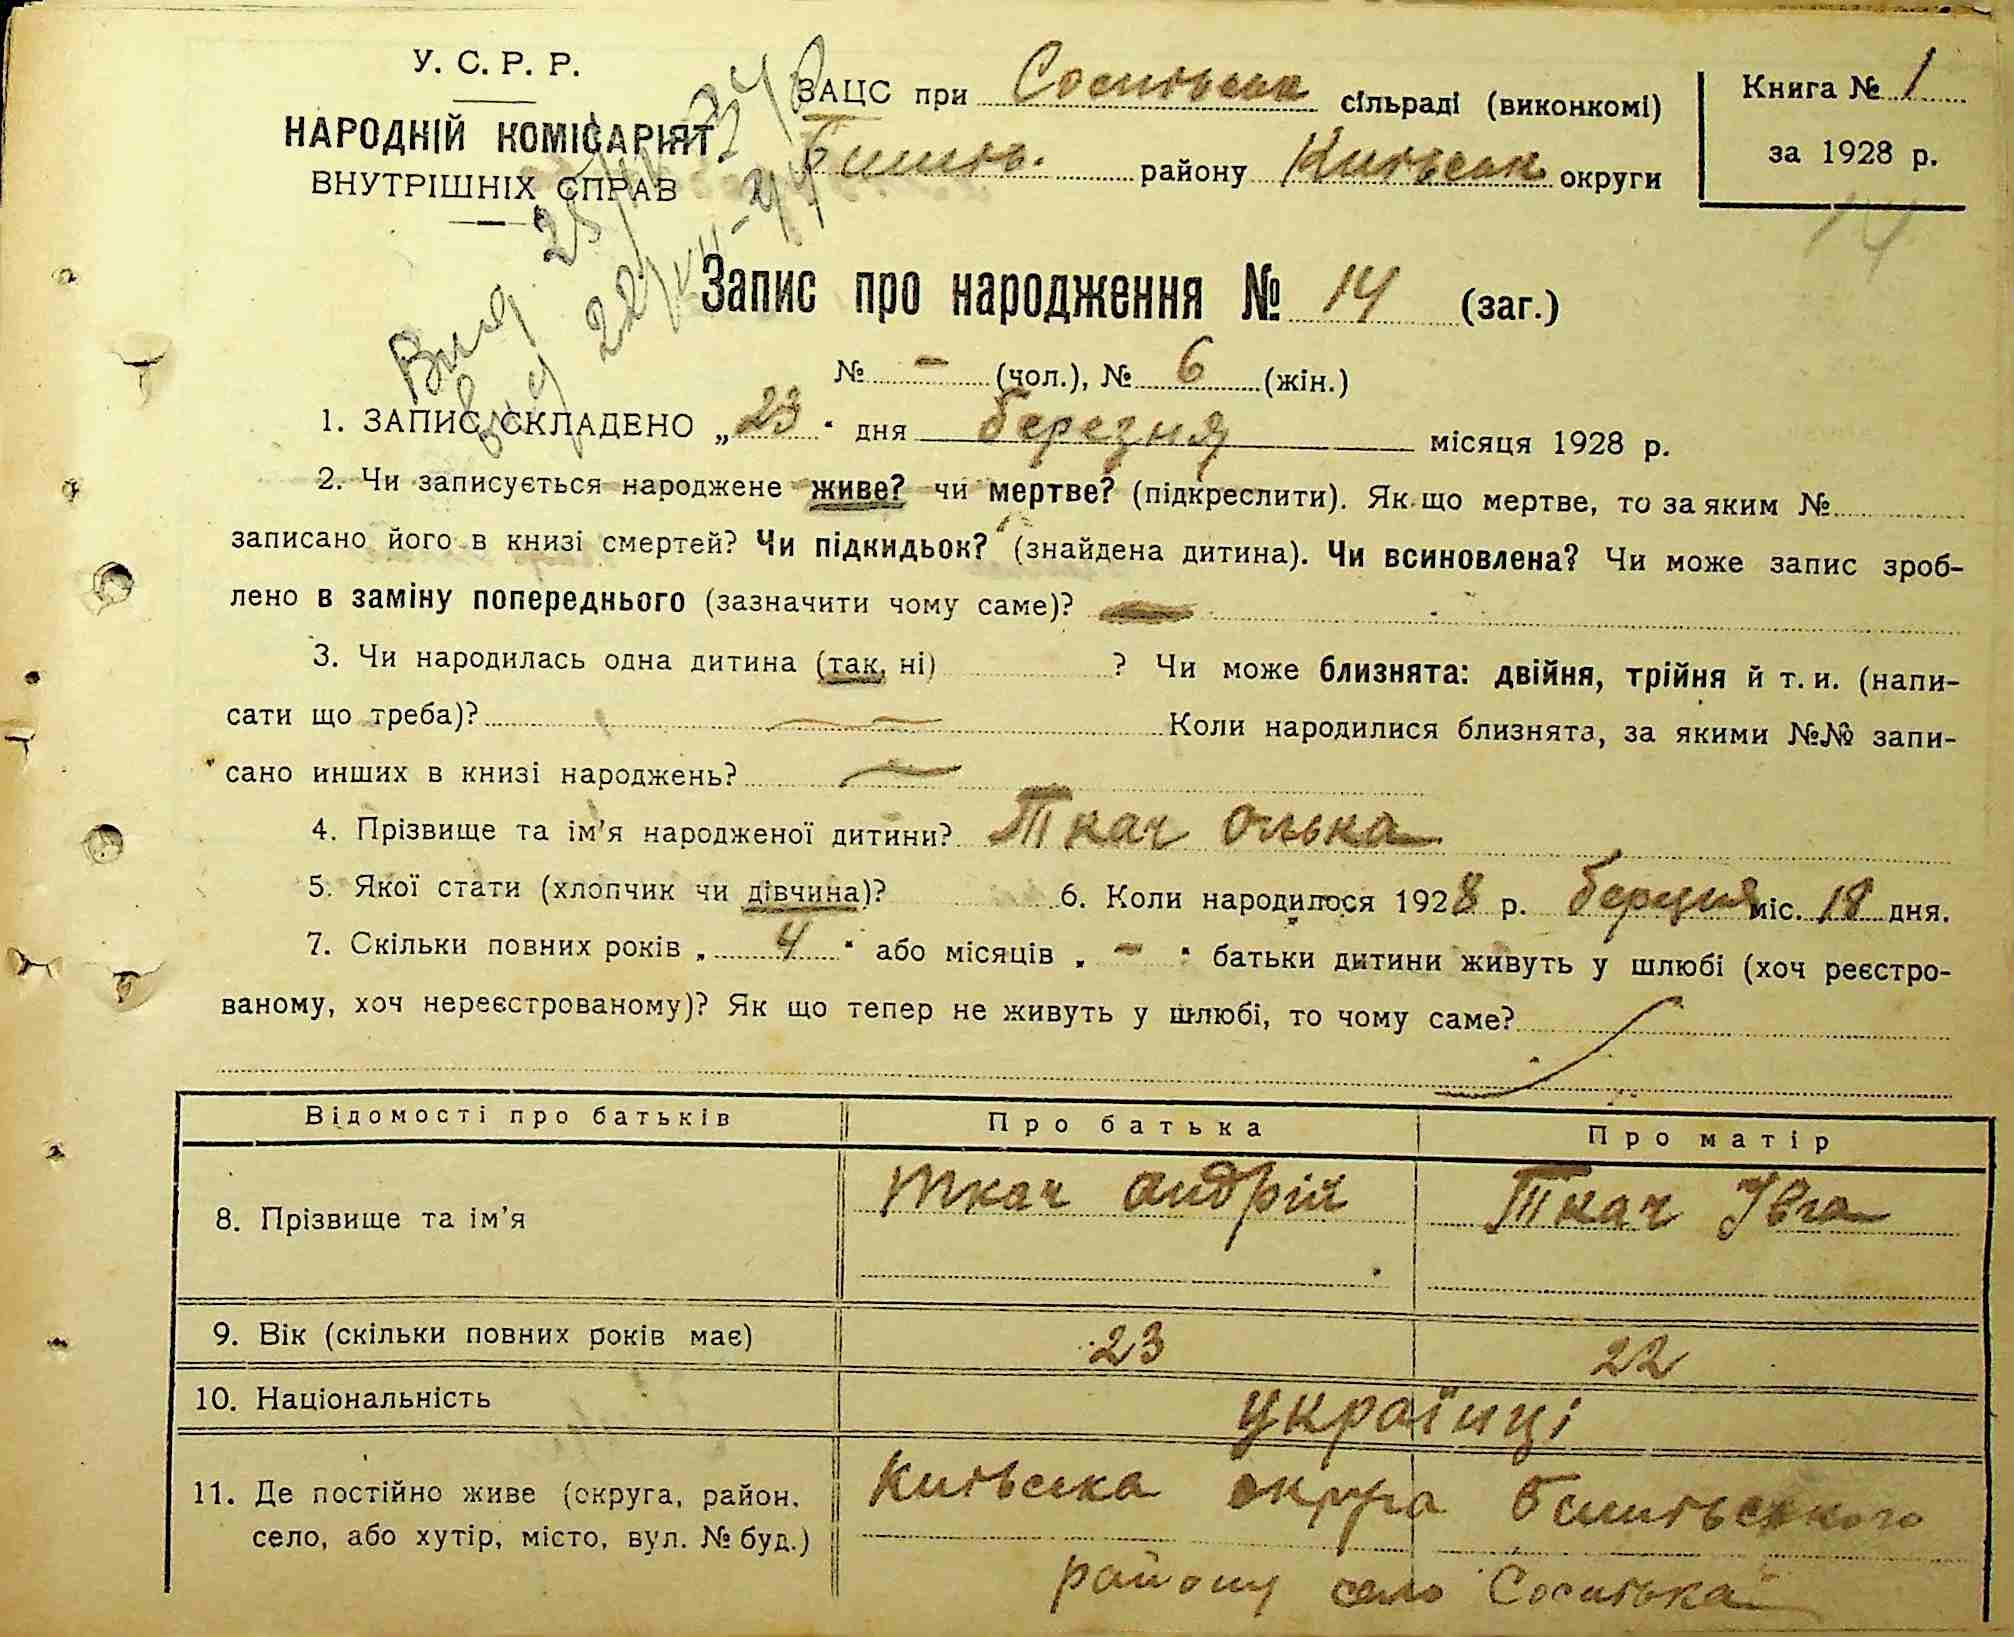 У. С. Р. Р.
НАРОДНІЙ КОМІСАРІЯТ
ВНУТРІШНІХ СПРАВ
ЗАЦС при Соснівська сільраді (виконкомі)
Бишів. району Київськ округи
Книга № 1
за 1928 р.
14
Запис про народження № 14 (заг.)
№ – (чол.), № 6 (жін.)
1. ЗАПИС СКЛАДЕНО „23“ дня березня місяця 1928 р.
2. Чи записується народжене живе? чи мертве? (підкреслити). Як що мертве, то за яким №
записано його в книзі смертей? Чи підкидьок? (знайдена дитина). Чи всиновлена? Чи може запис зроб-
лено в заміну попереднього (зазначити чому саме)?
3. Чи народилась одна дитина (так, ні) ? Чи може близнята: двійня, трійня й т. и. (напи-
сати що треба)? Коли народилися близнята, за якими №№ запи-
сано инших в книзі народжень?
4. Прізвище та ім'я народженої дитини? Ткач Олька
5. Якої стати (хлопчик чи дівчина)? 6. Коли народилося 1928 р. березня міс. 18 дня.
7. Скільки повних років „4“ або місяців „–“ батьки дитини живуть у шлюбі (хоч реєстро-
ваному, хоч нереєстрованому)? Як що тепер не живуть у шлюбі, то чому саме?
Відомості про батьків Про батька Про матір
8. Прізвище та ім'я Ткач Андрій Ткач Івга
9. Вік (скільки повних років має) 23 22
10. Національність українці
11. Де постійно живе (округа, район, село, або хутір, місто, вул. № буд.)
Київська округа Бишівського
району село Соснівка